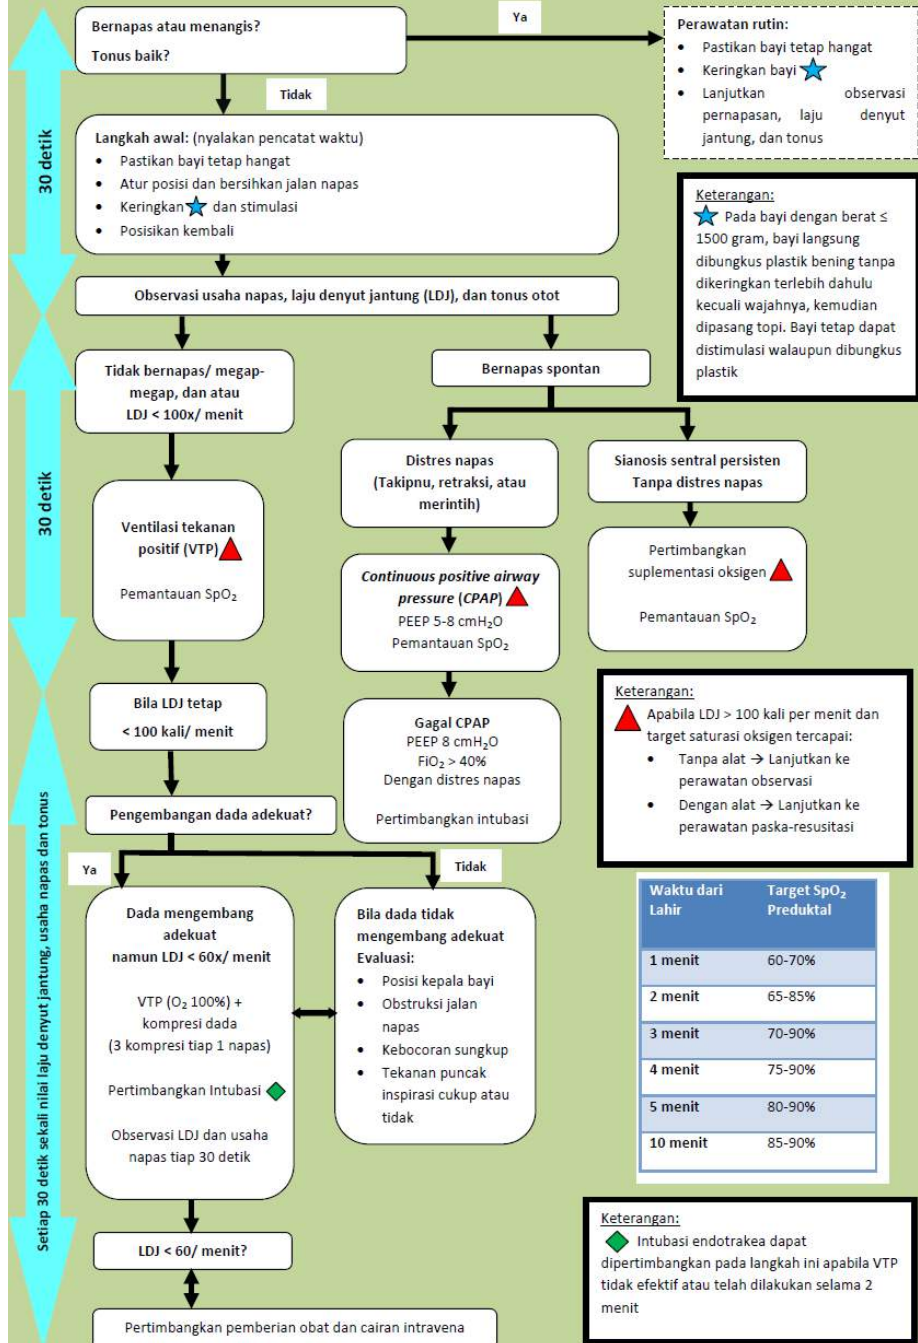 Bernapas atau menangis?
Tonus baik?
Ya
Perawatan rutin:
• Pastikan bayi tetap hangat
• Keringkan bayi
• Lanjutkan observasi
pernapasan, laju denyut
jantung, dan tonus
Tidak
30 detik
Langkah awal: (nyalakan pencatat waktu)
• Pastikan bayi tetap hangat
• Atur posisi dan bersihkan jalan napas
• Keringkan dan stimulasi
• Posisikan kembali
Keterangan:
Pada bayi dengan berat ≤
1500 gram, bayi langsung
dibungkus plastik bening tanpa
dikeringkan terlebih dahulu
kecuali wajahnya, kemudian
dipasang topi. Bayi tetap dapat
distimulasi walaupun dibungkus
plastik
Observasi usaha napas, laju denyut jantung (LDJ), dan tonus otot
30 detik
Tidak bernapas/ megap-
megap, dan atau
LDJ < 100x/ menit
Bernapas spontan
Distres napas
(Takipnu, retraksi, atau
merintih)
Sianosis sentral persisten
Tanpa distres napas
Ventilasi tekanan
positif (VTP)
Pemantauan SpO₂
Continuous positive airway
pressure (CPAP)
PEEP 5-8 cmH₂O
Pemantauan SpO₂
Pertimbangkan
suplementasi oksigen
Pemantauan SpO₂
Bila LDJ tetap
< 100 kali/ menit
Gagal CPAP
PEEP 8 cmH₂O
FiO₂ > 40%
Dengan distres napas
Pertimbangkan intubasi
Keterangan:
Apabila LDJ > 100 kali per menit dan
target saturasi oksigen tercapai:
• Tanpa alat → Lanjutkan ke
perawatan observasi
• Dengan alat → Lanjutkan ke
perawatan paska-resusitasi
Setiap 30 detik sekali nilai laju denyut jantung, usaha napas dan tonus
Pengembangan dada adekuat?
Ya
Tidak
Dada mengembang
adekuat
namun LDJ < 60x/ menit
VTP (O₂ 100%) +
kompresi dada
(3 kompresi tiap 1 napas)
Pertimbangkan Intubasi
Observasi LDJ dan usaha
napas tiap 30 detik
Bila dada tidak
mengembang adekuat
Evaluasi:
• Posisi kepala bayi
• Obstruksi jalan
napas
• Kebocoran sungkup
• Tekanan puncak
inspirasi cukup atau
tidak
Waktu dari
Lahir
Target SpO₂
Preduktal
1 menit 60-70%
2 menit 65-85%
3 menit 70-90%
4 menit 75-90%
5 menit 80-90%
10 menit 85-90%
LDJ < 60/ menit?
Pertimbangkan pemberian obat dan cairan intravena
Keterangan:
Intubasi endotrakea dapat
dipertimbangkan pada langkah ini apabila VTP
tidak efektif atau telah dilakukan selama 2
menit